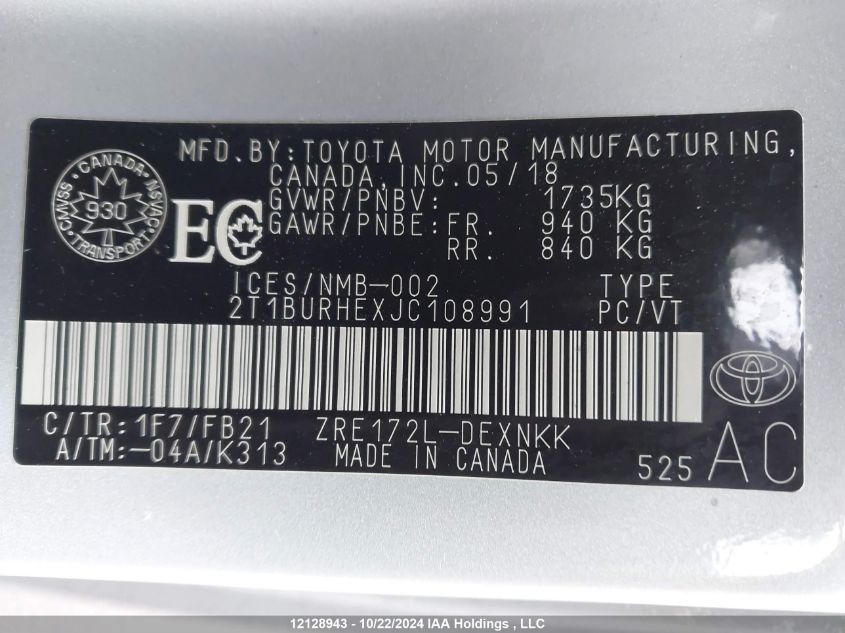 MFD.BY:TOYOTA MOTOR MANUFACTURING,
CANADA,INC.05/18
GVWR/PNBV: 1735KG
GAWR/PNBE:FR. 940 KG
RR. 840 KG
CANADA
CMVSS 930 NSVAC
TRANSPORT
EC
ICES/NMB-002 TYPE
2T1BURHEXJC108991 PC/VT
C/TR:1F7/FB21 ZRE172L-DEXNKK
A/TM:-04A/K313 MADE IN CANADA 525 AC
12128943 - 10/22/2024 IAA Holdings , LLC